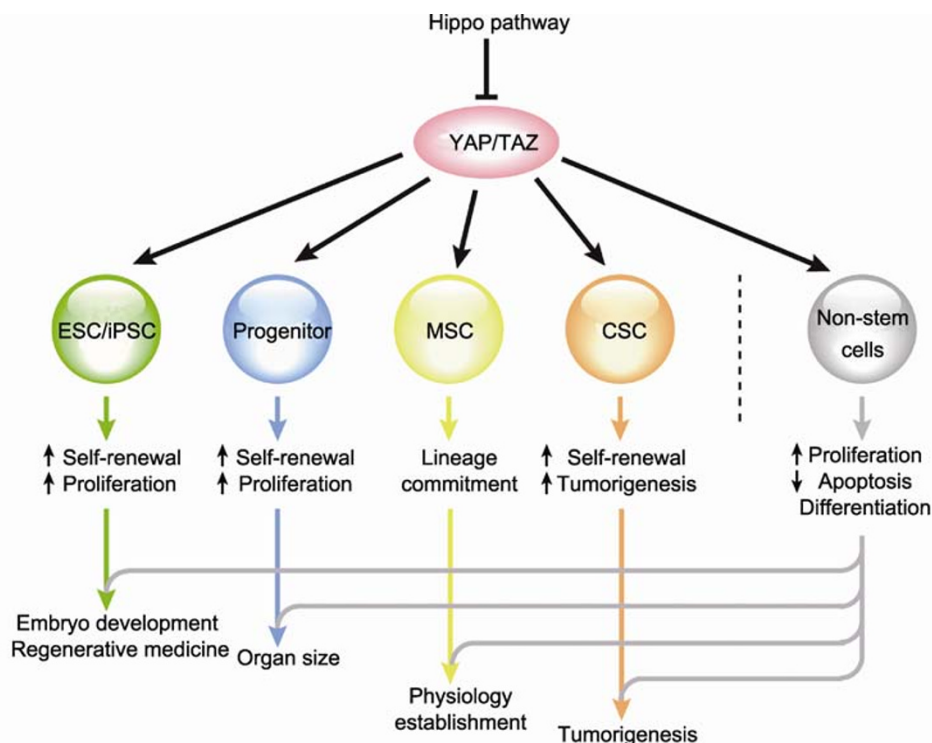 Hippo pathway
YAP/TAZ
ESC/iPSC
Progenitor
MSC
CSC
Non-stem
cells
↑ Self-renewal
↑ Proliferation
↑ Self-renewal
↑ Proliferation
Lineage
commitment
↑ Self-renewal
↑ Tumorigenesis
↑ Proliferation
↓ Apoptosis
Differentiation
Embryo development
Regenerative medicine
Organ size
Physiology
establishment
Tumorigenesis